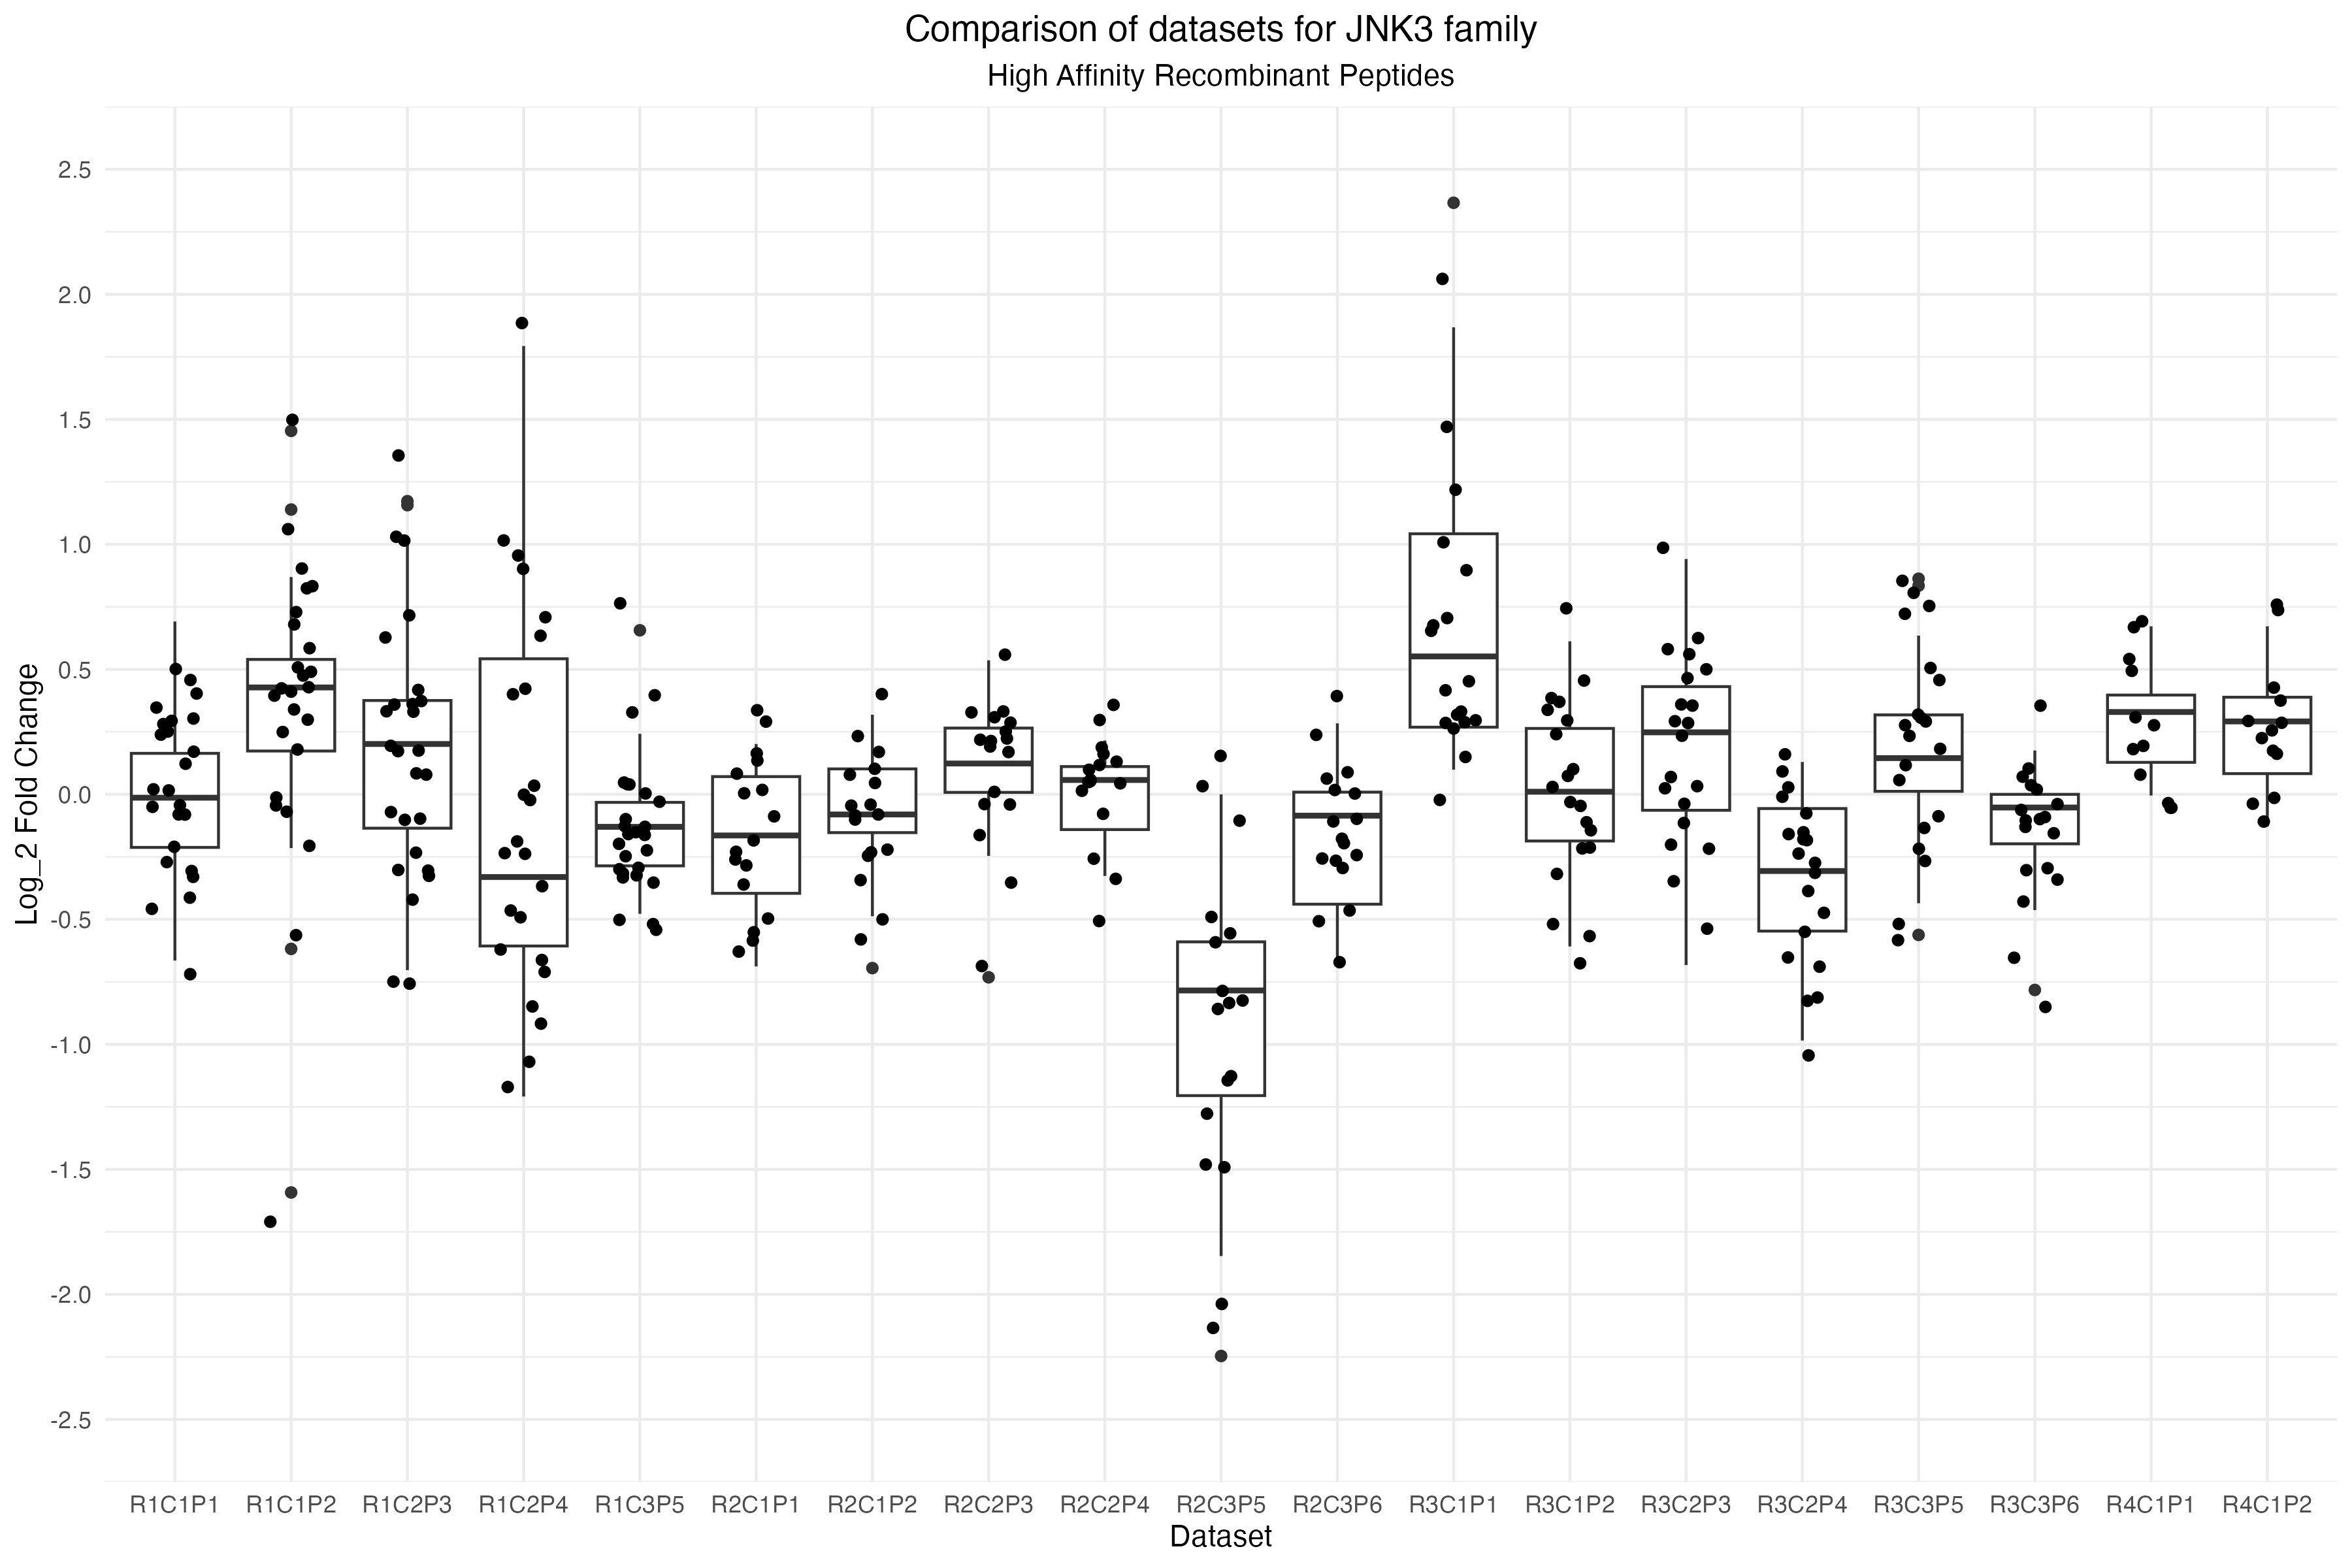 Comparison of datasets for JNK3 family
High Affinity Recombinant Peptides
Log_2 Fold Change
2.5
2.0
1.5
1.0
0.5
0.0
-0.5
-1.0
-1.5
-2.0
-2.5
R1C1P1 R1C1P2 R1C2P3 R1C2P4 R1C3P5 R2C1P1 R2C1P2 R2C2P3 R2C2P4 R2C3P5 R2C3P6 R3C1P1 R3C1P2 R3C2P3 R3C2P4 R3C3P5 R3C3P6 R4C1P1 R4C1P2
Dataset